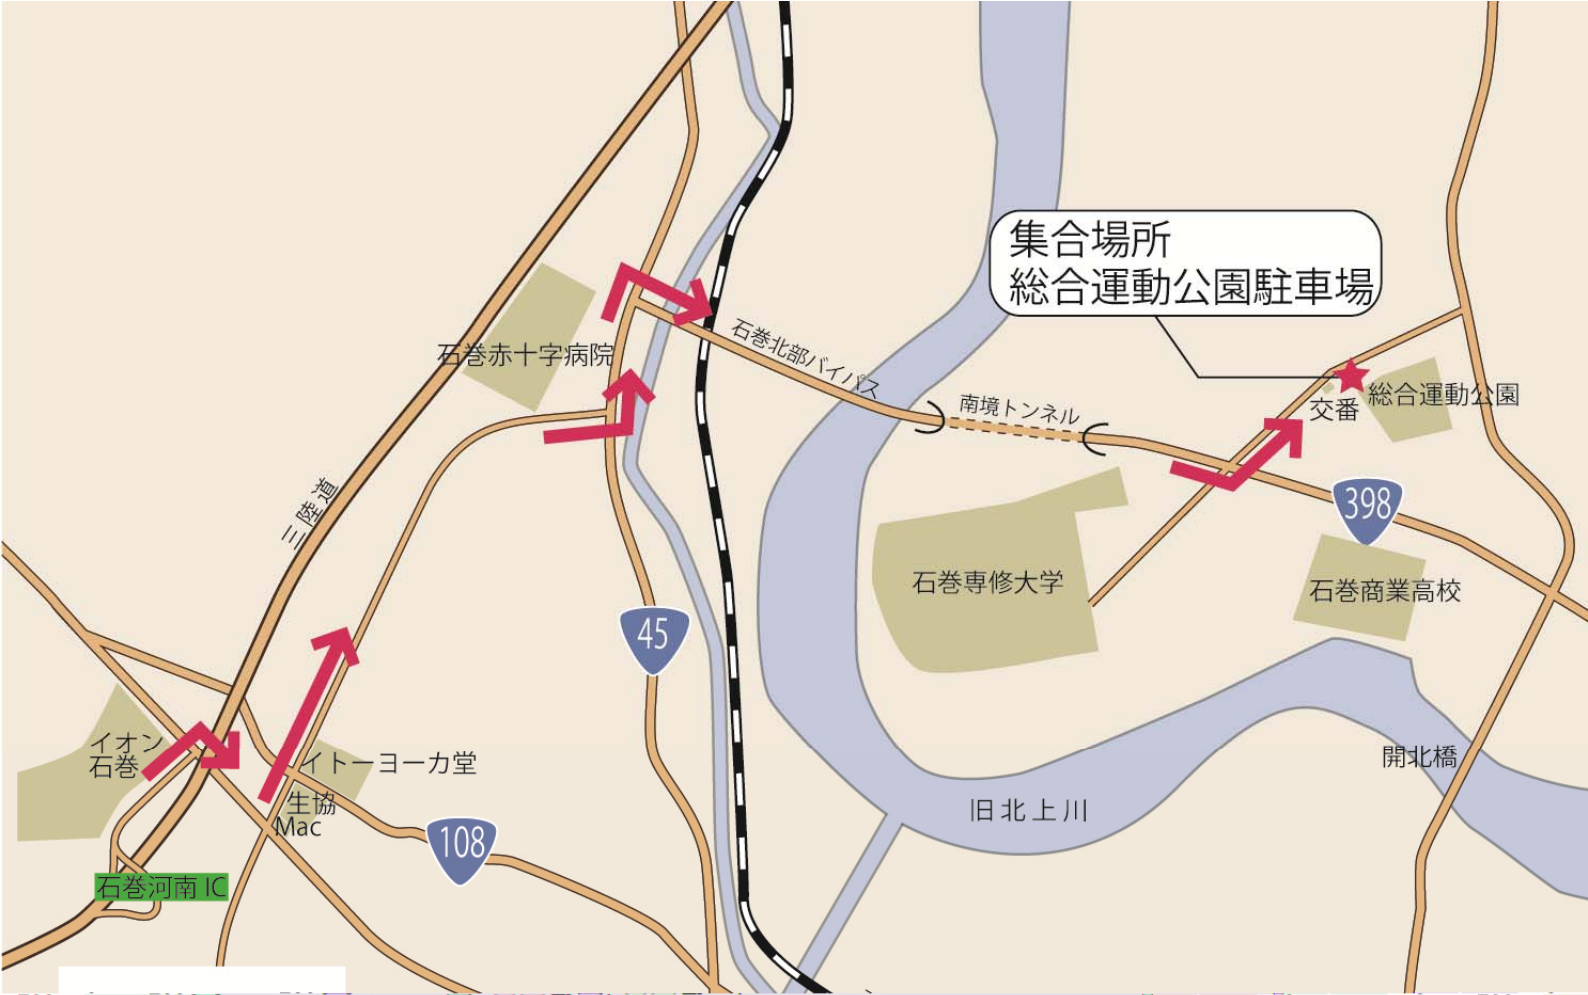 集合場所
総合運動公園駐車場
石巻赤十字病院
石巻北部バイパス
南境トンネル
総合運動公園
交番
398
三陸道
石巻専修大学
石巻商業高校
45
イオン
石巻
イトーヨーカ堂
生協
Mac
開北橋
旧北上川
108
石巻河南 IC